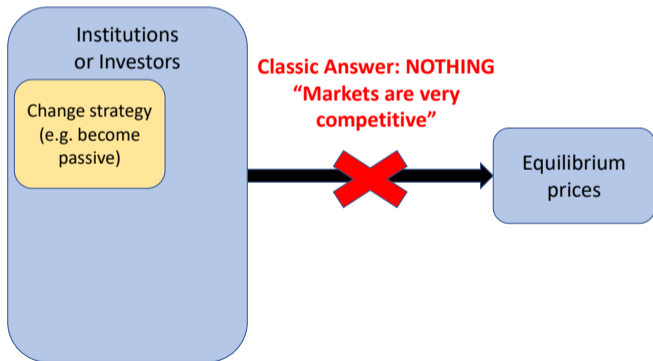 Institutions
or Investors
Change strategy
(e.g. become
passive)
Classic Answer: NOTHING
“Markets are very
competitive”
Equilibrium
prices